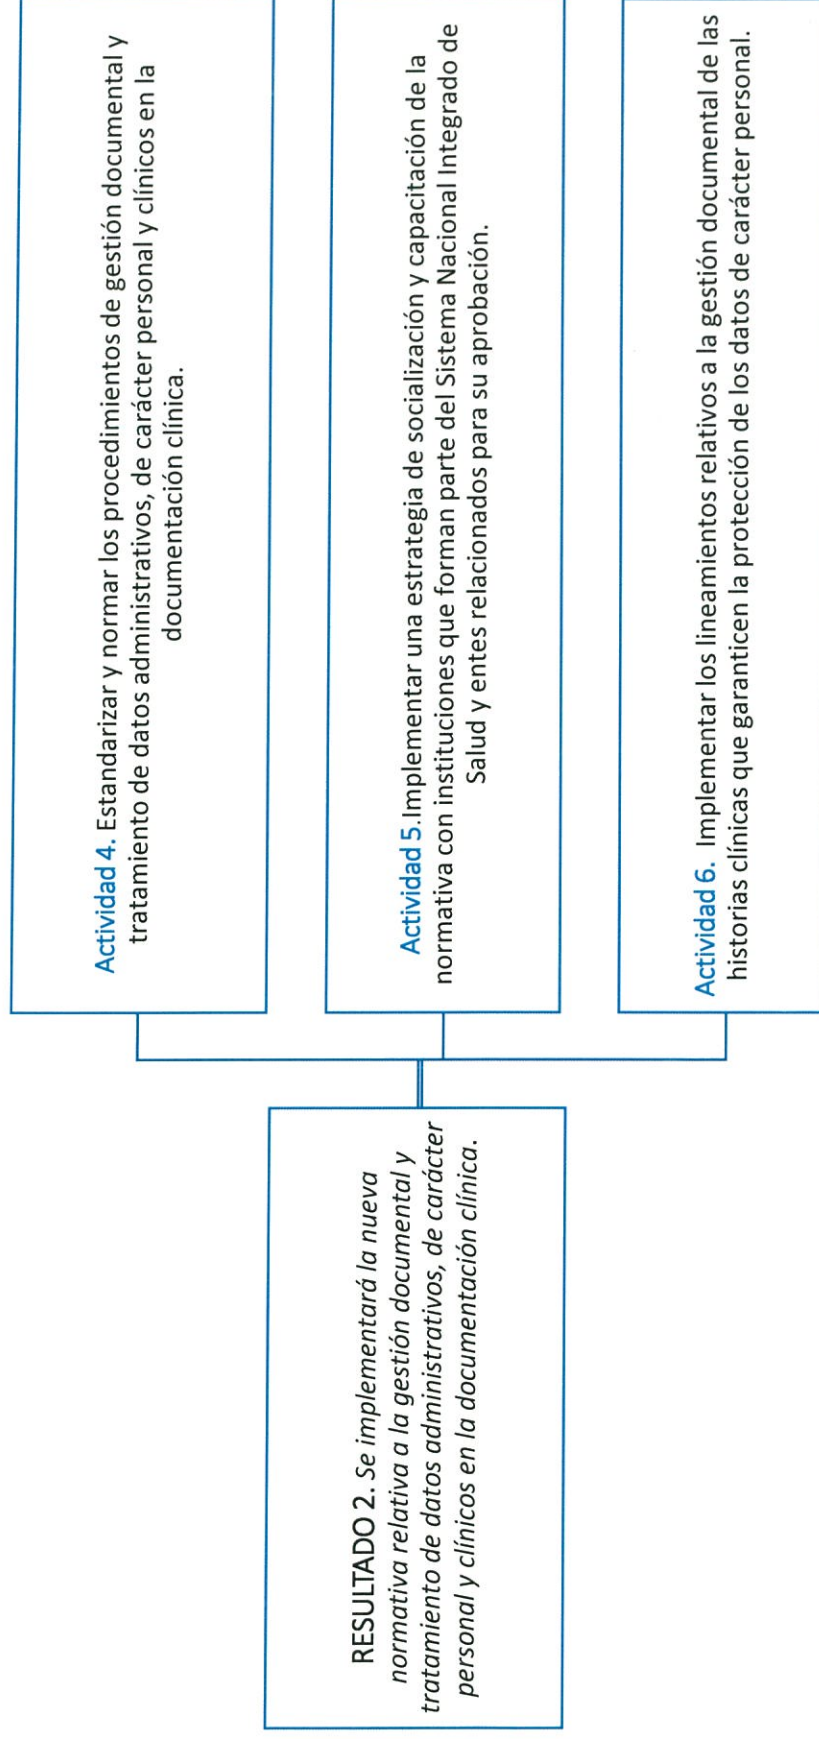 RESULTADO 2. Se implementará la nueva
normativa relativa a la gestión documental y
tratamiento de datos administrativos, de carácter
personal y clínicos en la documentación clínica.
Actividad 4. Estandarizar y normar los procedimientos de gestión documental y
tratamiento de datos administrativos, de carácter personal y clínicos en la
documentación clínica.
Actividad 5.Implementar una estrategia de socialización y capacitación de la
normativa con instituciones que forman parte del Sistema Nacional Integrado de
Salud y entes relacionados para su aprobación.
Actividad 6. Implementar los lineamientos relativos a la gestión documental de las
historias clínicas que garanticen la protección de los datos de carácter personal.